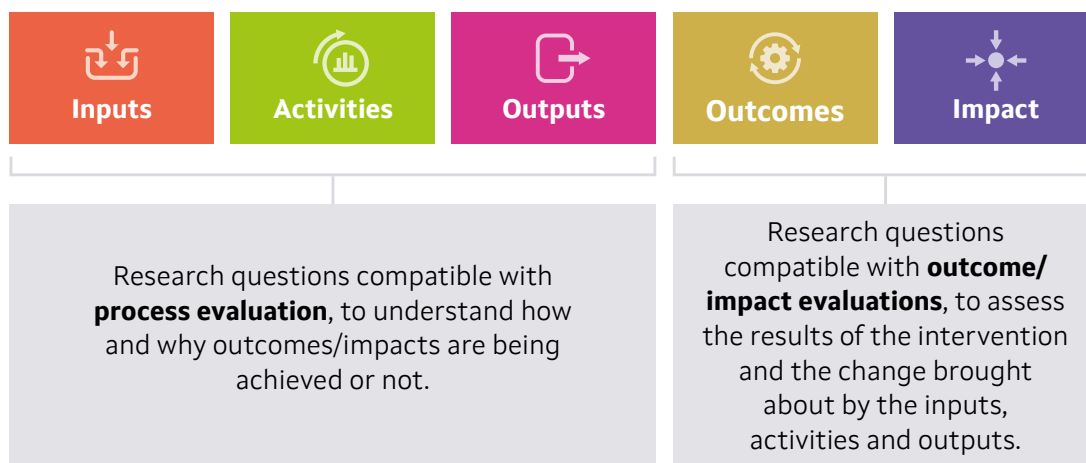 Inputs
Activities
Outputs
Outcomes
Impact
Research questions compatible with
process evaluation, to understand how
and why outcomes/impacts are being
achieved or not.
Research questions
compatible with outcome/
impact evaluations, to assess
the results of the intervention
and the change brought
about by the inputs,
activities and outputs.